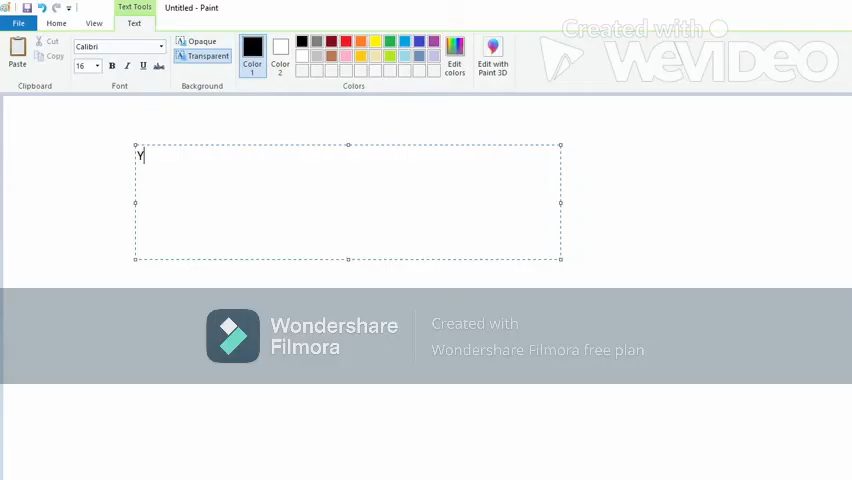 Text Tools
Untitled - Paint
File
Home
View
Text
Paste
Cut
Copy
Clipboard
Calibri
16
B
I
U
abc
Font
Opaque
Transparent
Background
Color
1
Color
2
Edit
colors
Colors
Edit with
Paint 3D
Created with
WEVIDEO
Y
Wondershare
Filmora
Created with
Wondershare Filmora free plan